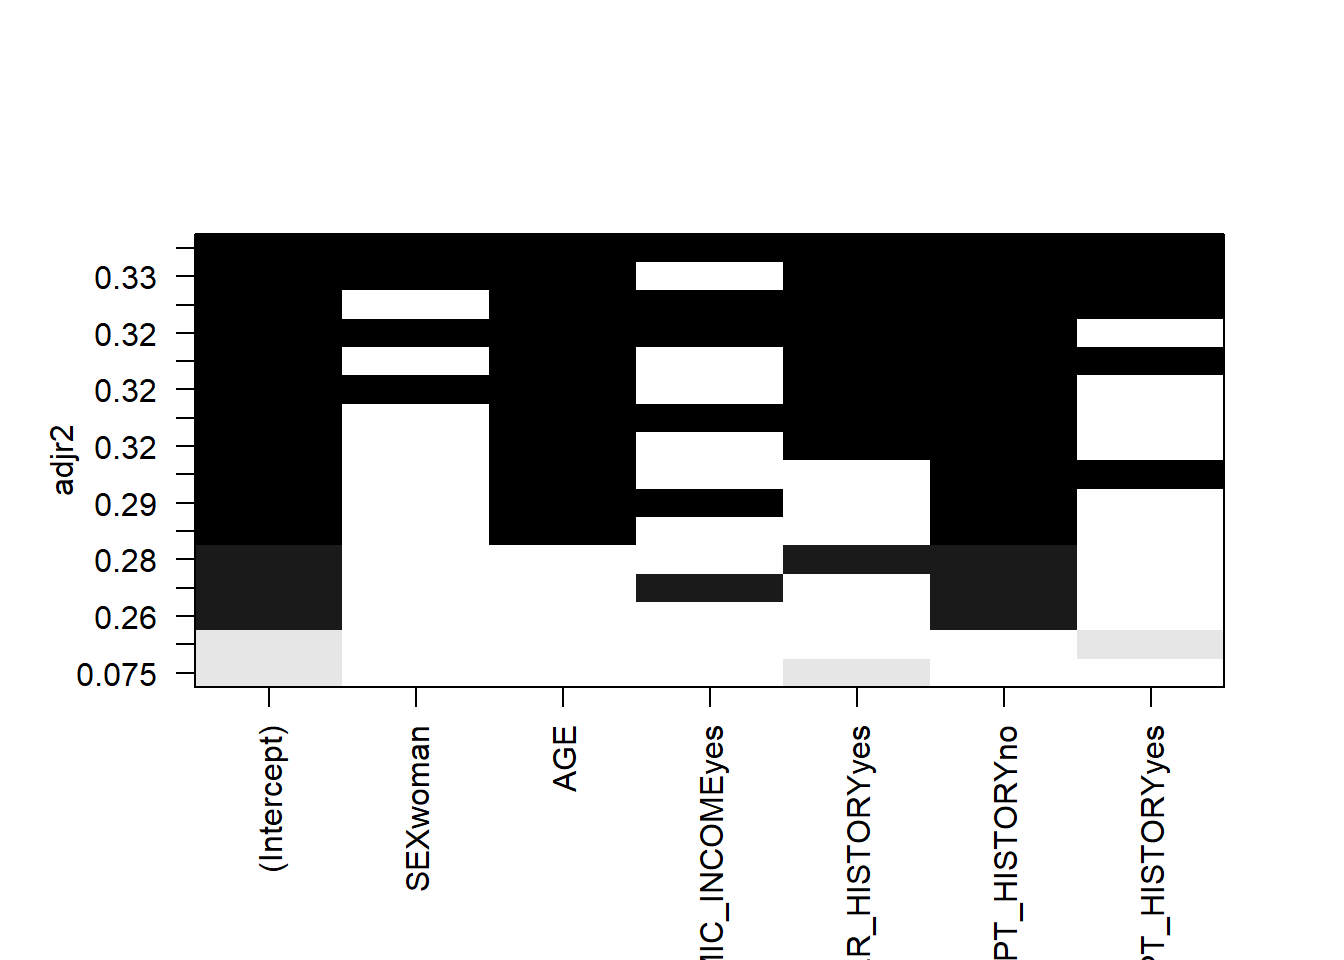 0.33
0.32
0.32
0.32
0.29
0.28
0.26
0.075
adjr2
(Intercept)
SEXwoman
AGE
MIC_INCOMEyes
R_HISTORYyes
PT_HISTORYno
PT_HISTORYyes